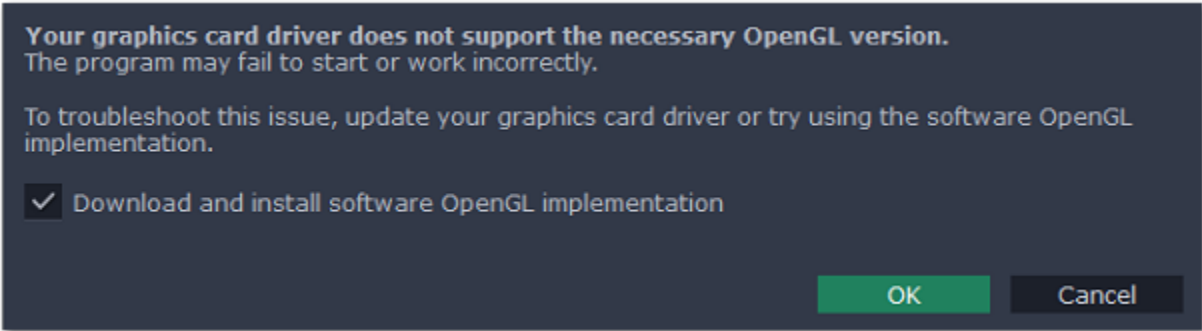 Your graphics card driver does not support the necessary OpenGL version.
The program may fail to start or work incorrectly.
To troubleshoot this issue, update your graphics card driver or try using the software OpenGL
implementation.
Download and install software OpenGL implementation
OK Cancel